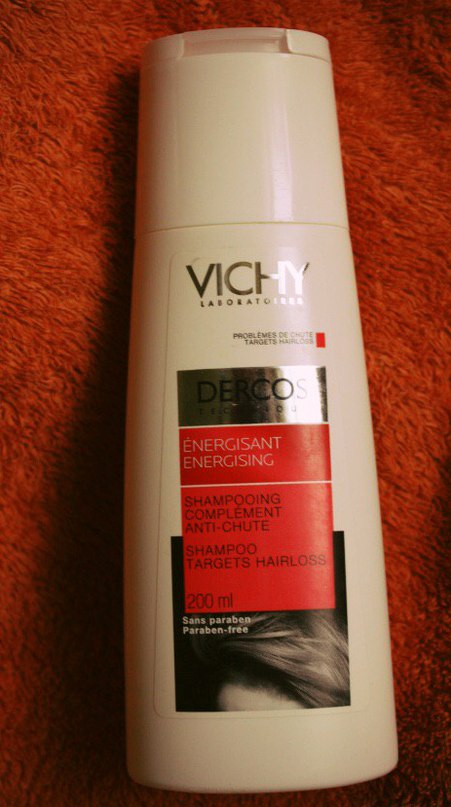 VICHY
LABORATOIRES
PROBLÈMES DE CHUTE
TARGETS HAIRLOSS
DERCOS
ÉNERGISANT
ENERGISING
SHAMPOOING
COMPLÉMENT
ANTI-CHUTE
SHAMPOO
TARGETS HAIRLOSS
200 ml
Sans paraben
Paraben-free